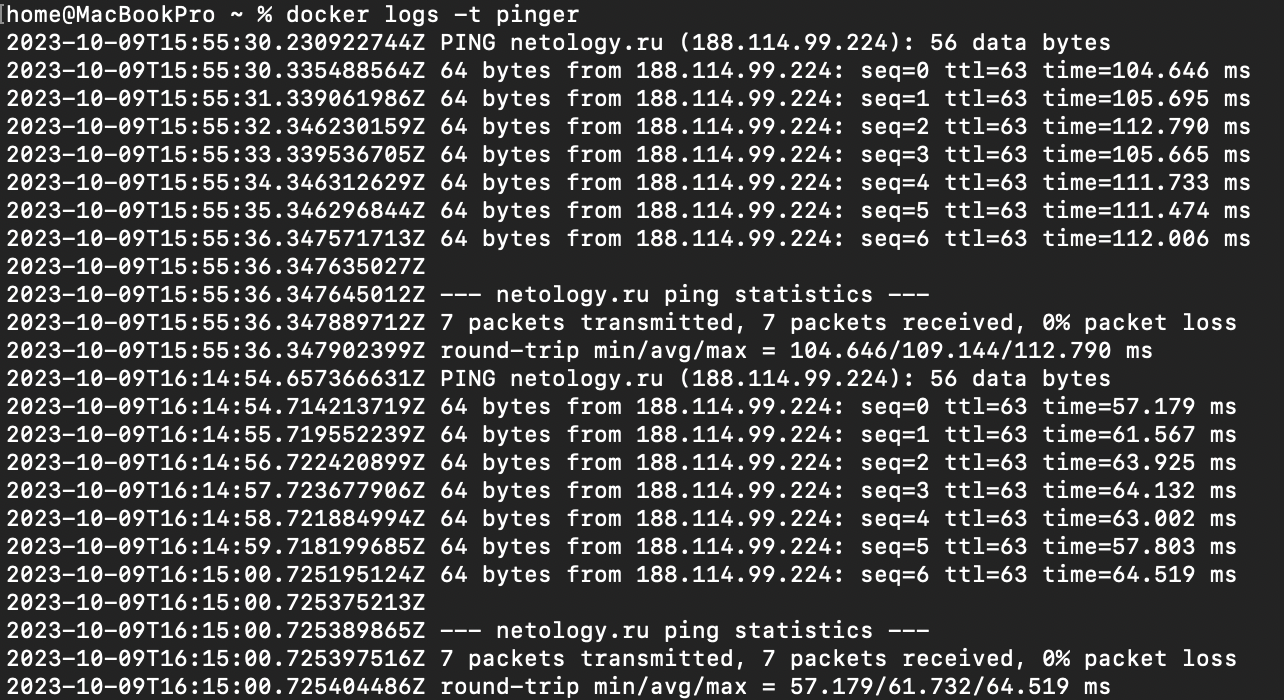 [home@MacBookPro ~ % docker logs -t pinger
2023-10-09T15:55:30.230922744Z PING netology.ru (188.114.99.224): 56 data bytes
2023-10-09T15:55:30.335488564Z 64 bytes from 188.114.99.224: seq=0 ttl=63 time=104.646 ms
2023-10-09T15:55:31.339061986Z 64 bytes from 188.114.99.224: seq=1 ttl=63 time=105.695 ms
2023-10-09T15:55:32.346230159Z 64 bytes from 188.114.99.224: seq=2 ttl=63 time=112.790 ms
2023-10-09T15:55:33.339536705Z 64 bytes from 188.114.99.224: seq=3 ttl=63 time=105.665 ms
2023-10-09T15:55:34.346312629Z 64 bytes from 188.114.99.224: seq=4 ttl=63 time=111.733 ms
2023-10-09T15:55:35.346296844Z 64 bytes from 188.114.99.224: seq=5 ttl=63 time=111.474 ms
2023-10-09T15:55:36.347571713Z 64 bytes from 188.114.99.224: seq=6 ttl=63 time=112.006 ms
2023-10-09T15:55:36.347635027Z
2023-10-09T15:55:36.347645012Z --- netology.ru ping statistics ---
2023-10-09T15:55:36.347889712Z 7 packets transmitted, 7 packets received, 0% packet loss
2023-10-09T15:55:36.347902399Z round-trip min/avg/max = 104.646/109.144/112.790 ms
2023-10-09T16:14:54.657366631Z PING netology.ru (188.114.99.224): 56 data bytes
2023-10-09T16:14:54.714213719Z 64 bytes from 188.114.99.224: seq=0 ttl=63 time=57.179 ms
2023-10-09T16:14:55.719552239Z 64 bytes from 188.114.99.224: seq=1 ttl=63 time=61.567 ms
2023-10-09T16:14:56.722420899Z 64 bytes from 188.114.99.224: seq=2 ttl=63 time=63.925 ms
2023-10-09T16:14:57.723677906Z 64 bytes from 188.114.99.224: seq=3 ttl=63 time=64.132 ms
2023-10-09T16:14:58.721884994Z 64 bytes from 188.114.99.224: seq=4 ttl=63 time=63.002 ms
2023-10-09T16:14:59.718199685Z 64 bytes from 188.114.99.224: seq=5 ttl=63 time=57.803 ms
2023-10-09T16:15:00.725195124Z 64 bytes from 188.114.99.224: seq=6 ttl=63 time=64.519 ms
2023-10-09T16:15:00.725375213Z
2023-10-09T16:15:00.725389865Z --- netology.ru ping statistics ---
2023-10-09T16:15:00.725397516Z 7 packets transmitted, 7 packets received, 0% packet loss
2023-10-09T16:15:00.725404486Z round-trip min/avg/max = 57.179/61.732/64.519 ms